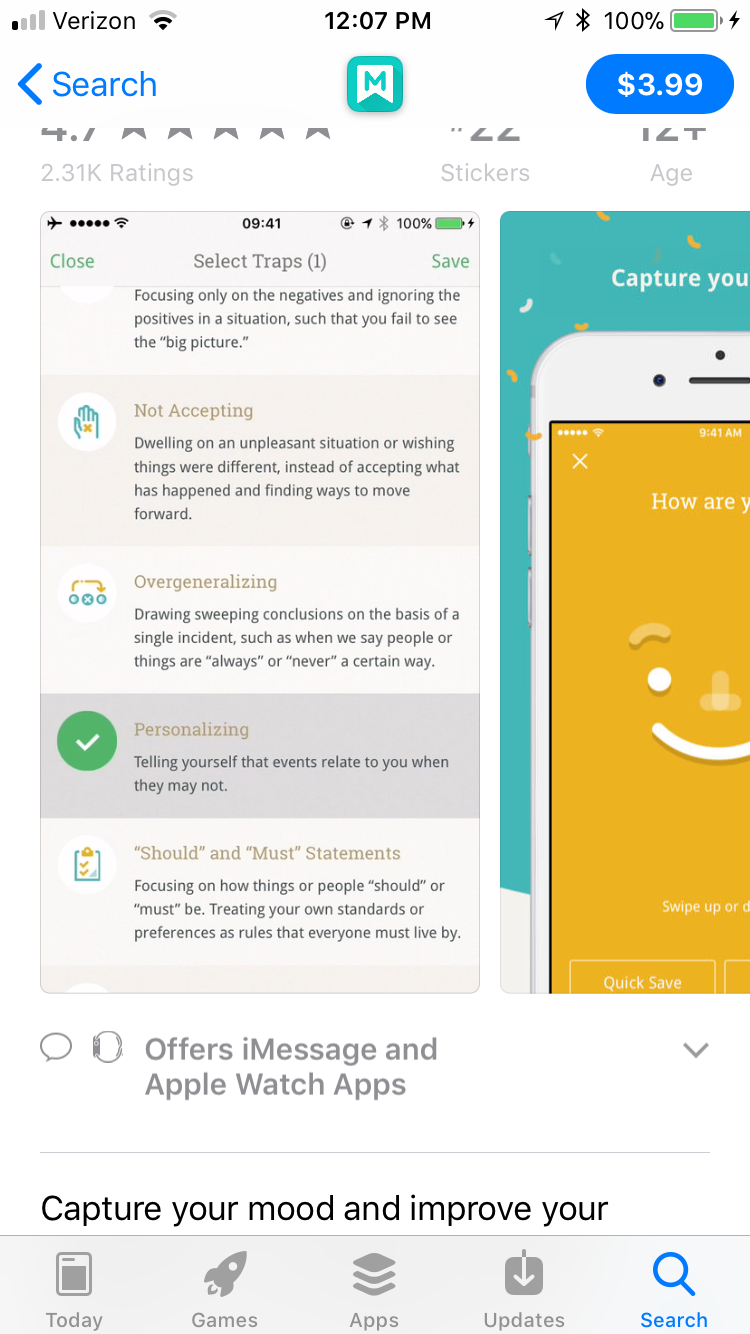 Verizon 12:07 PM 100%
Search M $3.99
4.7 #22 12+
2.31K Ratings Stickers Age
09:41 100%
Close Select Traps (1) Save
Focusing only on the negatives and ignoring the
positives in a situation, such that you fail to see
the “big picture.”
Not Accepting
Dwelling on an unpleasant situation or wishing
things were different, instead of accepting what
has happened and finding ways to move
forward.
Overgeneralizing
Drawing sweeping conclusions on the basis of a
single incident, such as when we say people or
things are “always” or “never” a certain way.
Personalizing
Telling yourself that events relate to you when
they may not.
“Should” and “Must” Statements
Focusing on how things or people “should” or
“must” be. Treating your own standards or
preferences as rules that everyone must live by.
Capture you
9:41 AM
How are y
Swipe up or d
Quick Save
Offers iMessage and
Apple Watch Apps
Capture your mood and improve your
Today Games Apps Updates Search